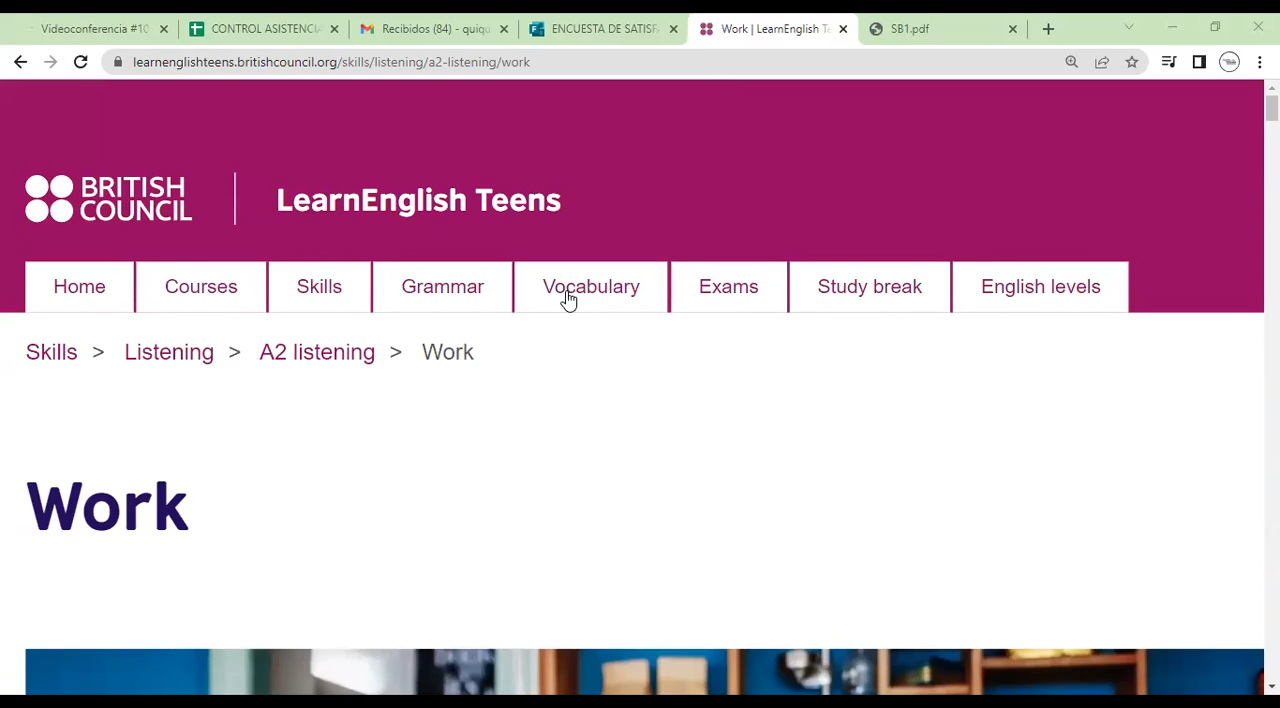 Videoconferencia #10
CONTROL ASISTENCIA
Recibidos (84) - quiqu
ENCUESTA DE SATISF
Work | LearnEnglish Te
SB1.pdf
learnenglishteens.britishcouncil.org/skills/listening/a2-listening/work
BRITISH
COUNCIL
LearnEnglish Teens
Home Courses Skills Grammar Vocabulary Exams Study break English levels
Skills > Listening > A2 listening > Work
Work